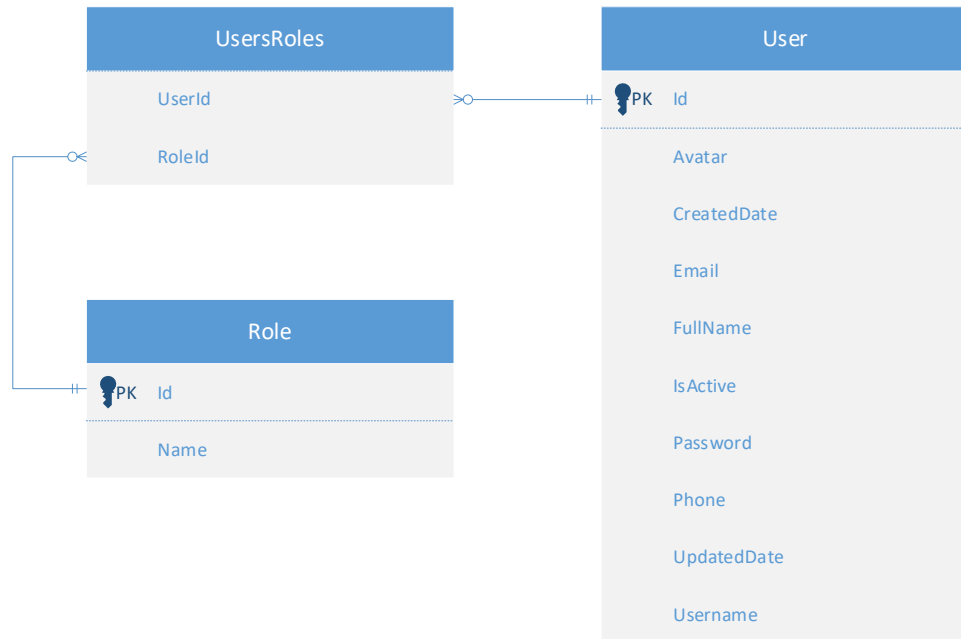 UsersRoles
UserId
RoleId
Role
PK Id
Name
User
PK Id
Avatar
CreatedDate
Email
FullName
IsActive
Password
Phone
UpdatedDate
Username